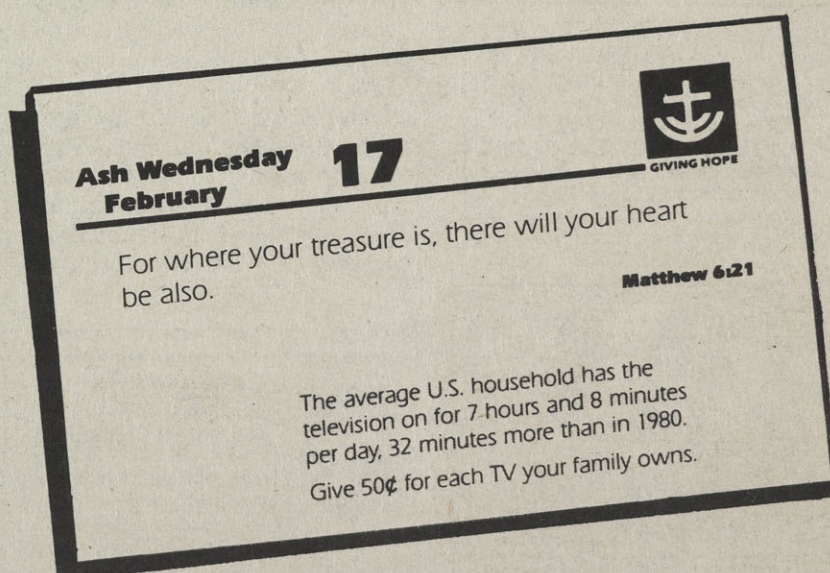 Ash Wednesday
February
17
GIVING HOPE
For where your treasure is, there will your heart
be also.
Matthew 6:21
The average U.S. household has the
television on for 7 hours and 8 minutes
per day, 32 minutes more than in 1980.
Give 50¢ for each TV your family owns.